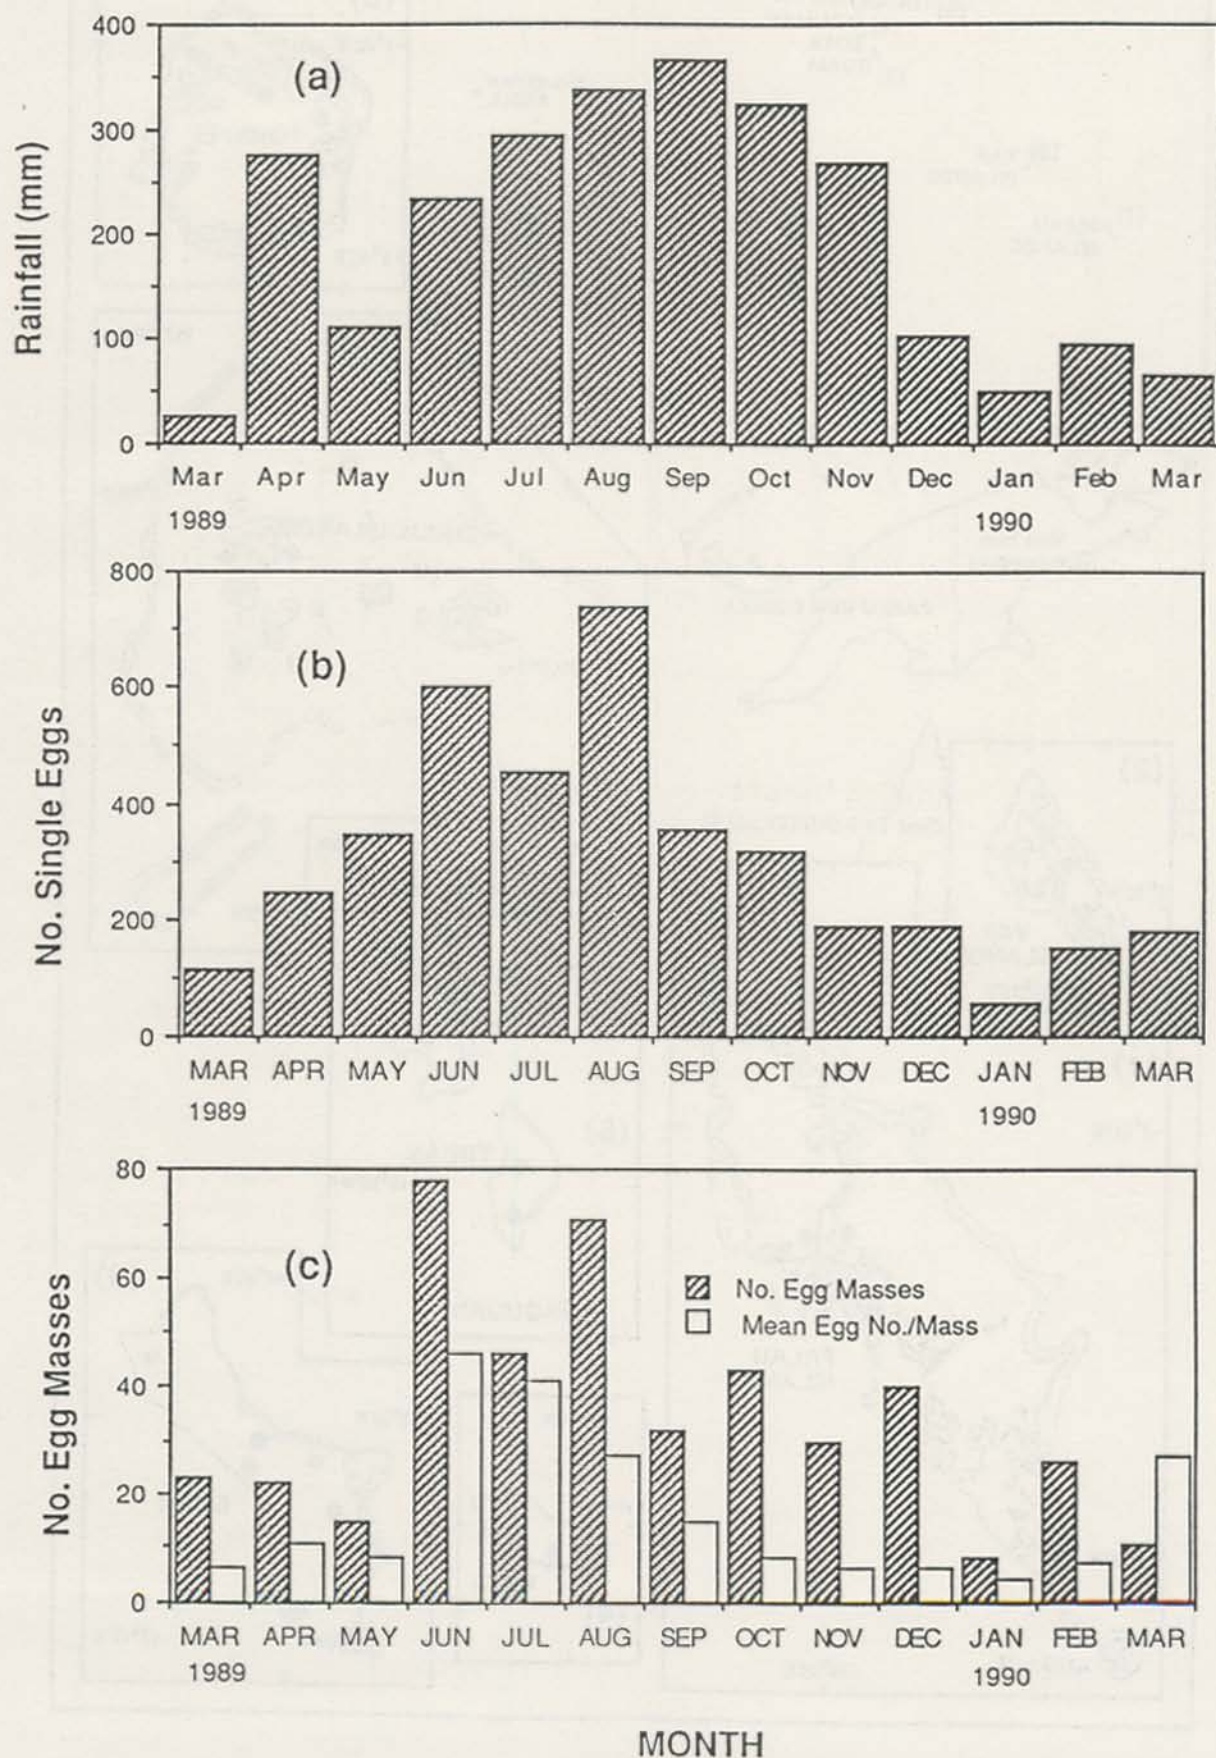 400
(a)
300
200
100
0
Rainfall (mm)
Mar Apr May Jun Jul Aug Sep Oct Nov Dec Jan Feb Mar
1989 1990
800
(b)
600
400
200
0
No. Single Eggs
MAR APR MAY JUN JUL AUG SEP OCT NOV DEC JAN FEB MAR
1989 1990
80
(c)
60
40
20
0
No. Egg Masses
No. Egg Masses
Mean Egg No./Mass
MAR APR MAY JUN JUL AUG SEP OCT NOV DEC JAN FEB MAR
1989 1990
MONTH